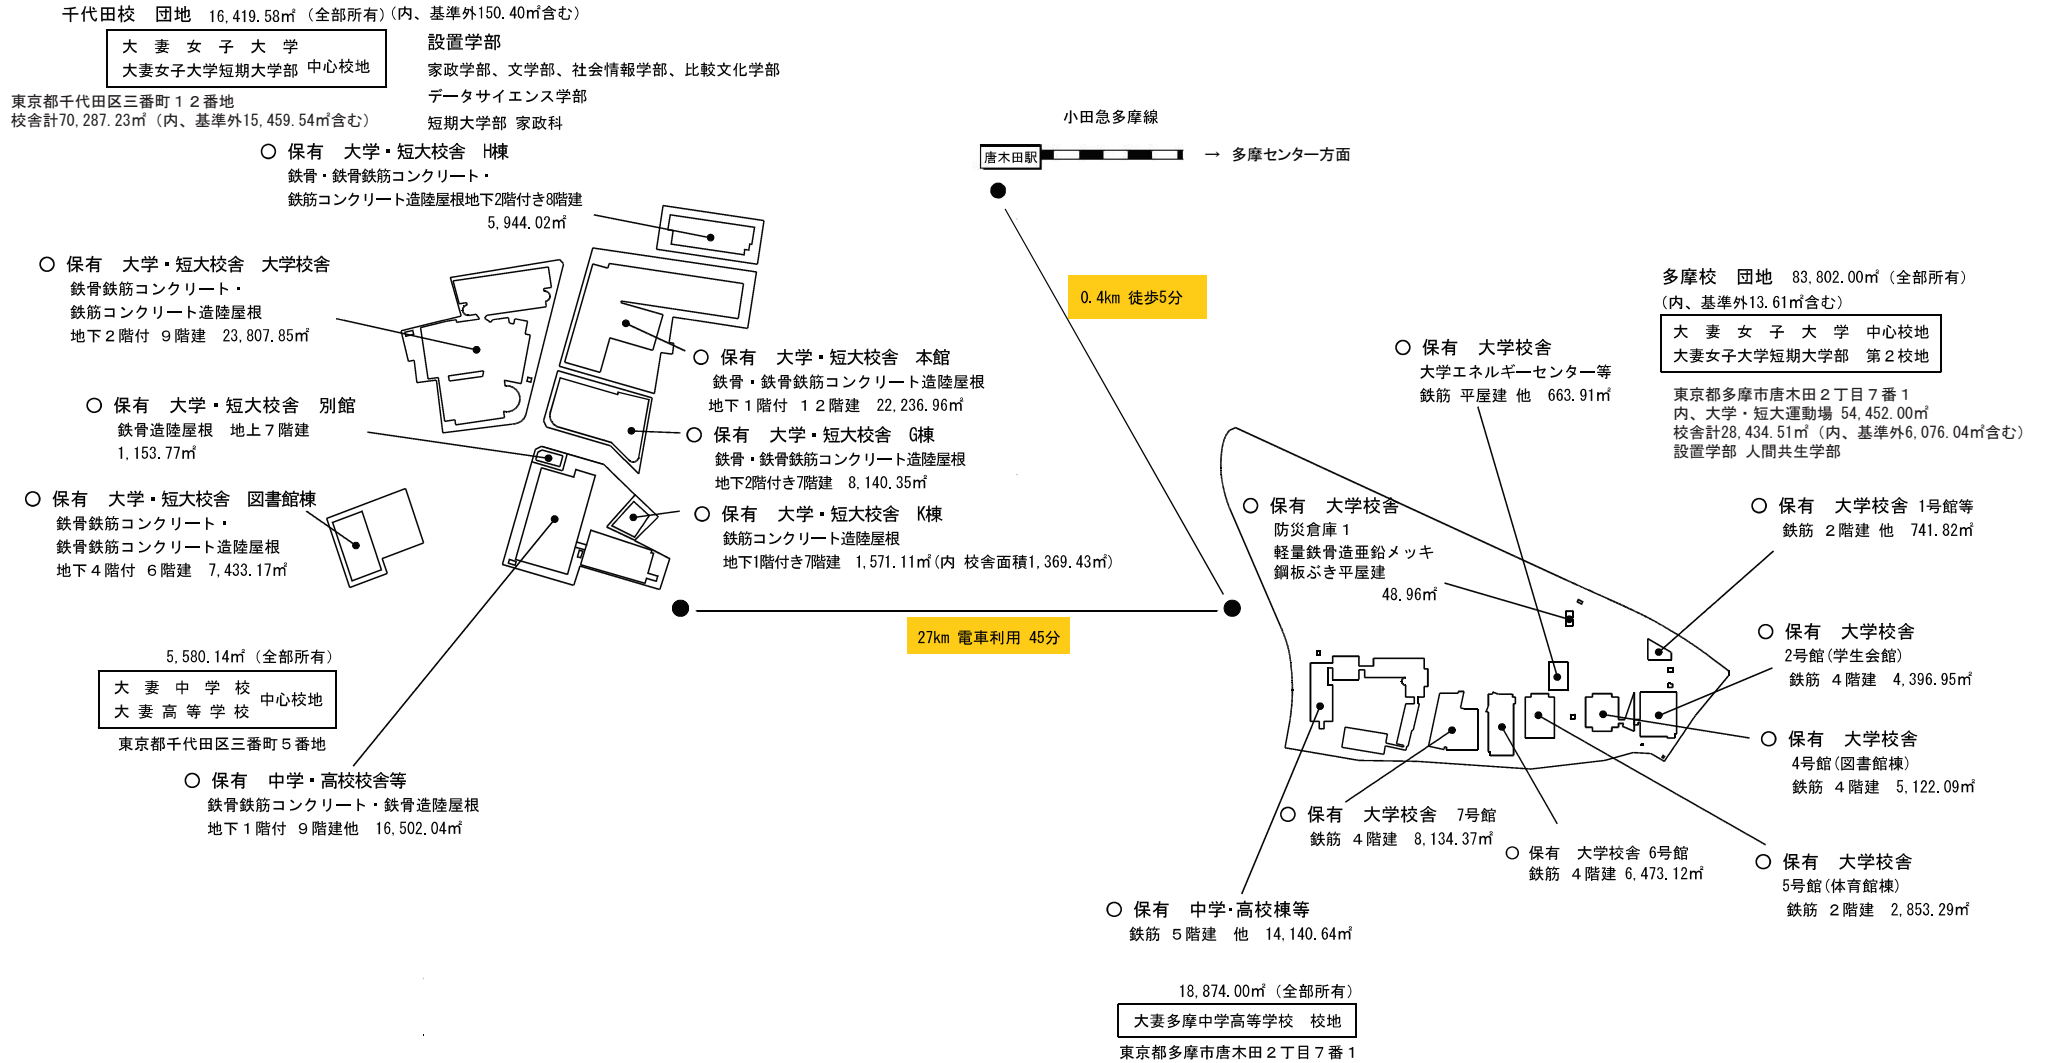 千代田校　団地　16,419.58㎡（全部所有）(内、基準外150.40㎡含む)
大　妻　女　子　大　学
大妻女子大学短期大学部　中心校地
東京都千代田区三番町１２番地
校舎計70,287.23㎡（内、基準外15,459.54㎡含む）
設置学部
家政学部、文学部、社会情報学部、比較文化学部
データサイエンス学部
短期大学部 家政科
○ 保有　大学・短大校舎　H棟
鉄骨・鉄骨鉄筋コンクリート・
鉄筋コンクリート造陸屋根地下2階付き8階建
5,944.02㎡
○ 保有　大学・短大校舎　大学校舎
鉄骨鉄筋コンクリート・
鉄筋コンクリート造陸屋根
地下２階付 ９階建　23,807.85㎡
○ 保有　大学・短大校舎　別館
鉄骨造陸屋根　地上７階建
1,153.77㎡
○ 保有　大学・短大校舎　図書館棟
鉄骨鉄筋コンクリート・
鉄骨鉄筋コンクリート造陸屋根
地下４階付 ６階建　7,433.17㎡
○ 保有　大学・短大校舎　本館
鉄骨・鉄骨鉄筋コンクリート造陸屋根
地下１階付 １２階建　22,236.96㎡
○ 保有　大学・短大校舎　G棟
鉄骨・鉄骨鉄筋コンクリート造陸屋根
地下2階付き7階建　8,140.35㎡
○ 保有　大学・短大校舎　K棟
鉄筋コンクリート造陸屋根
地下1階付き7階建　1,571.11㎡(内 校舎面積1,369.43㎡)
5,580.14㎡（全部所有）
大　妻　中　学　校
大 妻 高 等 学 校　中心校地
東京都千代田区三番町５番地
○ 保有　中学・高校校舎等
鉄骨鉄筋コンクリート・鉄骨造陸屋根
地下１階付 ９階建他　16,502.04㎡
小田急多摩線
唐木田駅
→ 多摩センター方面
0.4km 徒歩5分
27km 電車利用 45分
多摩校　団地　83,802.00㎡（全部所有）
(内、基準外13.61㎡含む)
大　妻　女　子　大　学　中心校地
大妻女子大学短期大学部　第２校地
東京都多摩市唐木田２丁目７番１
内、大学・短大運動場 54,452.00㎡
校舎計28,434.51㎡（内、基準外6,076.04㎡含む）
設置学部 人間共生学部
○ 保有　大学校舎
大学エネルギーセンター等
鉄筋 平屋建 他　663.91㎡
○ 保有　大学校舎
防災倉庫１
軽量鉄骨造亜鉛メッキ
鋼板ぶき平屋建
48.96㎡
○ 保有　大学校舎 1号館等
鉄筋 ２階建 他　741.82㎡
○ 保有　大学校舎
2号館(学生会館)
鉄筋 ４階建　4,396.95㎡
○ 保有　大学校舎
4号館(図書館棟)
鉄筋 ４階建　5,122.09㎡
○ 保有　大学校舎　7号館
鉄筋 ４階建　8,134.37㎡
○ 保有　大学校舎 6号館
鉄筋 ４階建 6,473.12㎡
○ 保有　大学校舎
5号館(体育館棟)
鉄筋 ２階建　2,853.29㎡
○ 保有　中学・高校棟等
鉄筋 ５階建　他　14,140.64㎡
18,874.00㎡（全部所有）
大妻多摩中学高等学校　校地
東京都多摩市唐木田２丁目７番１